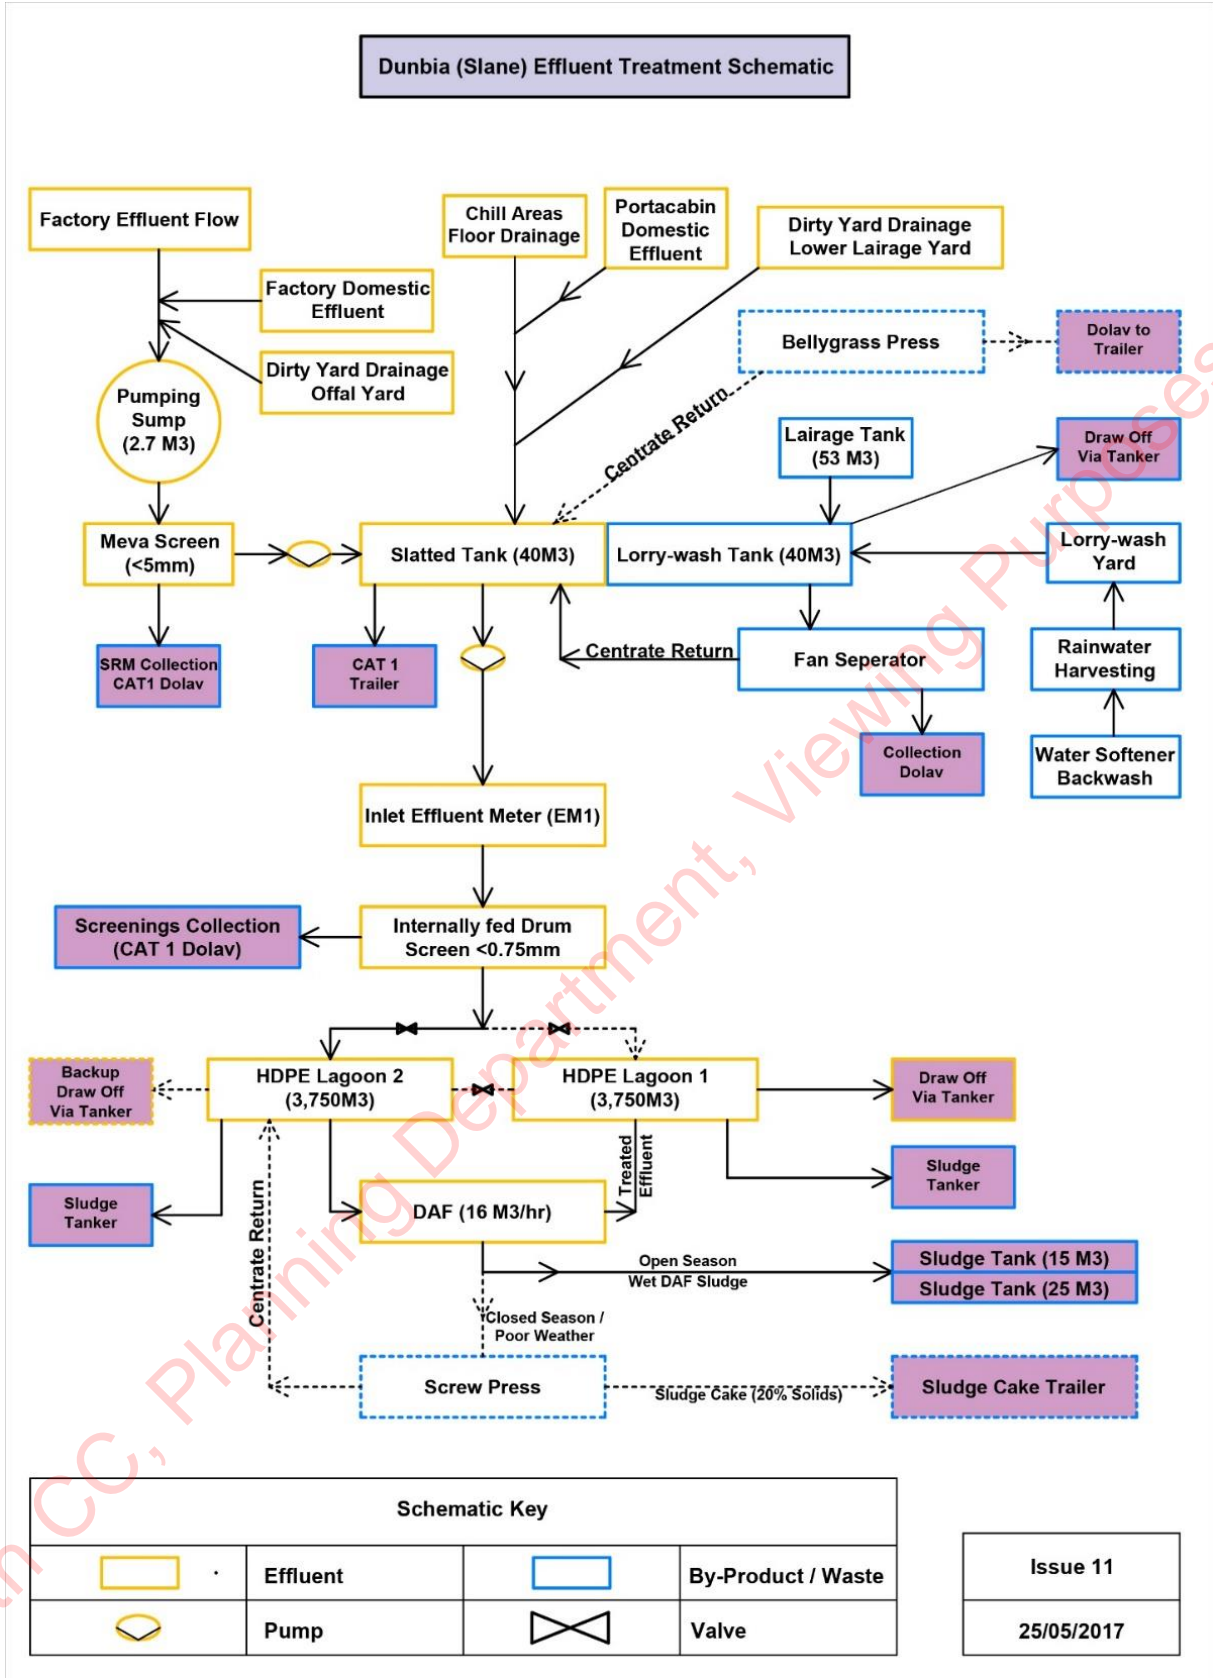 Dunbia (Slane) Effluent Treatment Schematic
Factory Effluent Flow
Chill Areas
Floor Drainage
Portacabin
Domestic
Effluent
Dirty Yard Drainage
Lower Lairage Yard
Factory Domestic
Effluent
Dirty Yard Drainage
Offal Yard
Bellygrass Press
Dolav to
Trailer
Pumping
Sump
(2.7 M3)
Centrate Return
Lairage Tank
(53 M3)
Draw Off
Via Tanker
Meva Screen
(<5mm)
Slatted Tank (40M3)
Lorry-wash Tank (40M3)
Lorry-wash
Yard
SRM Collection
CAT1 Dolav
CAT 1
Trailer
Centrate Return
Fan Seperator
Rainwater
Harvesting
Collection
Dolav
Water Softener
Backwash
Inlet Effluent Meter (EM1)
Screenings Collection
(CAT 1 Dolav)
Internally fed Drum
Screen <0.75mm
Backup
Draw Off
Via Tanker
HDPE Lagoon 2
(3,750M3)
HDPE Lagoon 1
(3,750M3)
Draw Off
Via Tanker
Treated
Effluent
Sludge
Tanker
Sludge
Tanker
DAF (16 M3/hr)
Centrate Return
Open Season
Wet DAF Sludge
Sludge Tank (15 M3)
Sludge Tank (25 M3)
Closed Season /
Poor Weather
Screw Press
Sludge Cake (20% Solids)
Sludge Cake Trailer
Schematic Key
Effluent
By-Product / Waste
Pump
Valve
Issue 11
25/05/2017
CC, Planning Department, Viewing Purposes